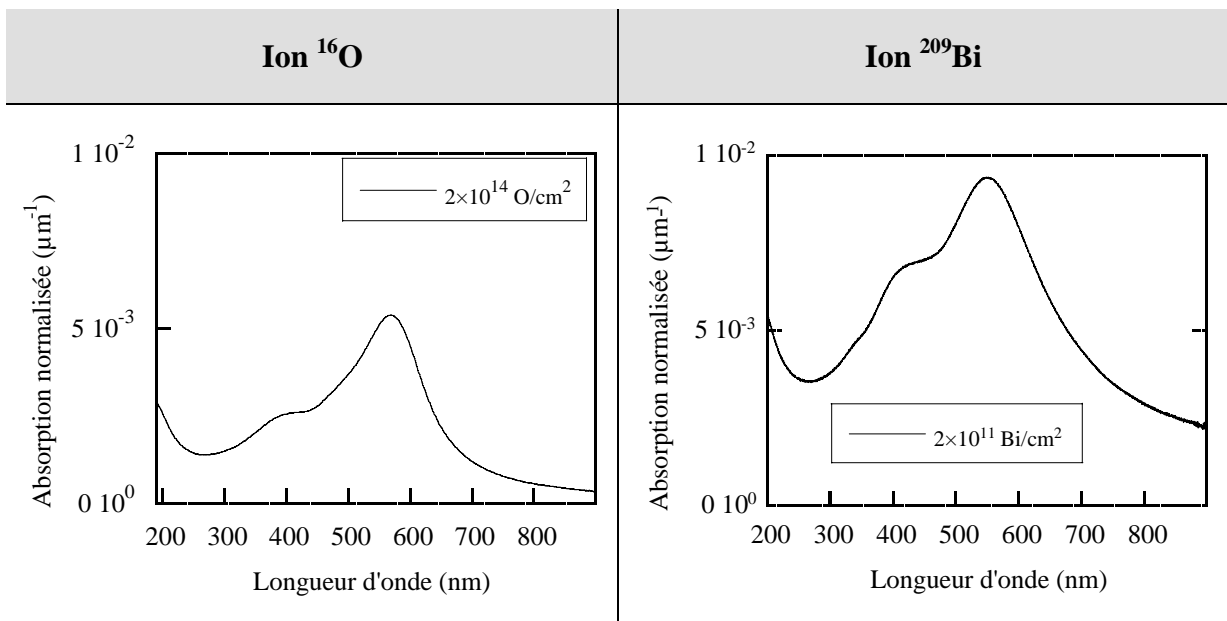 Ion ¹⁶O
Ion ²⁰⁹Bi
1 10⁻²
5 10⁻³
0 10⁰
Absorption normalisée (µm⁻¹)
2×10¹⁴ O/cm²
200 300 400 500 600 700 800
Longueur d'onde (nm)
1 10⁻²
5 10⁻³
0 10⁰
Absorption normalisée (µm⁻¹)
2×10¹¹ Bi/cm²
200 300 400 500 600 700 800
Longueur d'onde (nm)